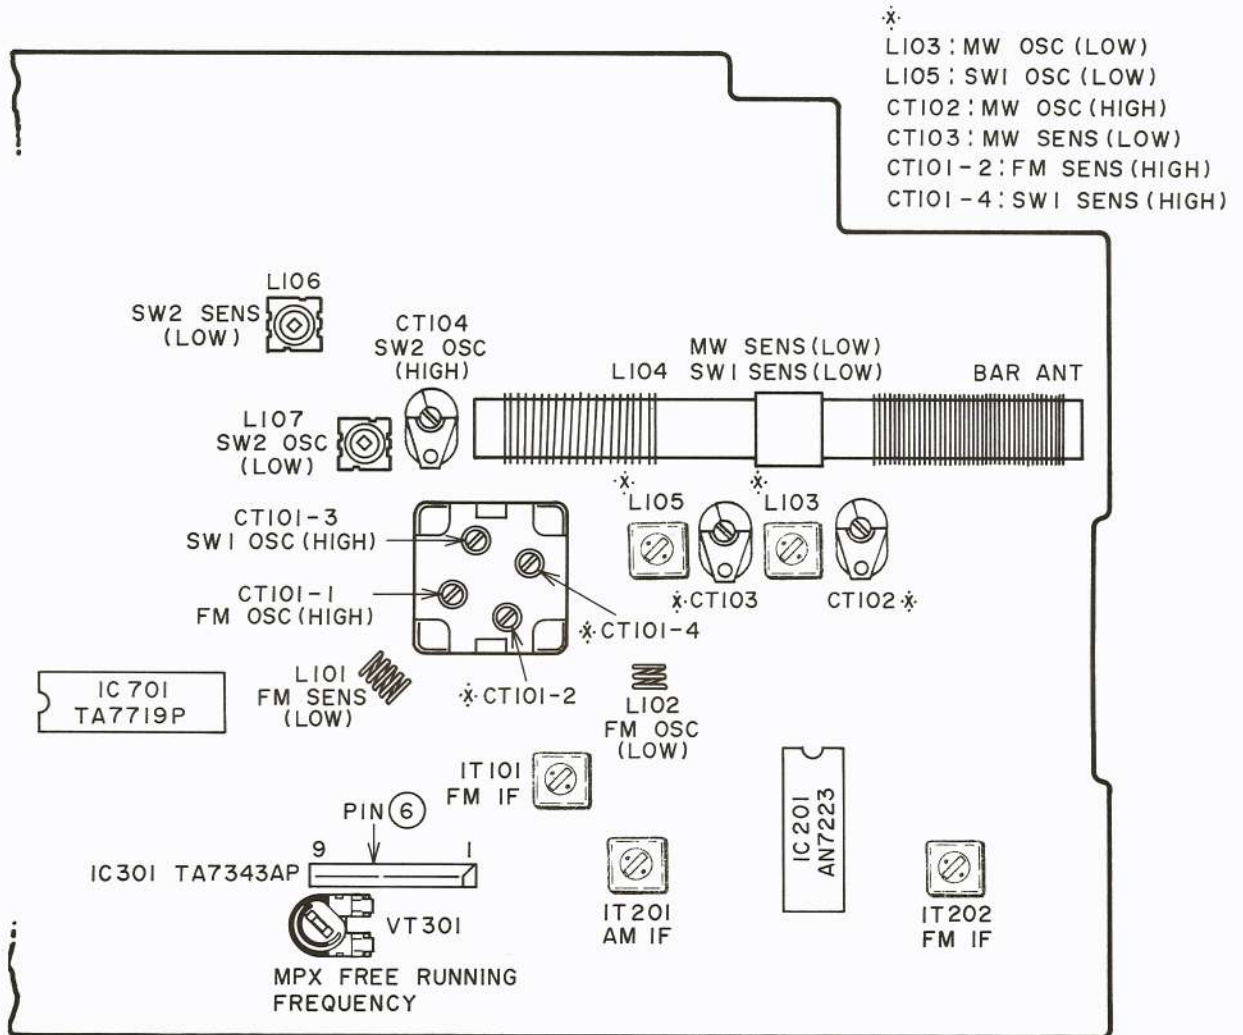 ※
L103 : MW OSC (LOW)
L105 : SW1 OSC (LOW)
CT102 : MW OSC (HIGH)
CT103 : MW SENS (LOW)
CT101-2 : FM SENS (HIGH)
CT101-4 : SW1 SENS (HIGH)
L106
SW2 SENS
(LOW)
CT104
SW2 OSC
(HIGH)
L104
MW SENS (LOW)
SW1 SENS (LOW)
BAR ANT
L107
SW2 OSC
(LOW)
※
L105
※
L103
CT101-3
SW1 OSC (HIGH)
CT101-1
FM OSC (HIGH)
※CT103
CT102※
※CT101-4
※CT101-2
L101
FM SENS
(LOW)
L102
FM OSC
(LOW)
IC701
TA7719P
IT101
FM IF
PIN 6
9
1
IC301 TA7343AP
VT301
MPX FREE RUNNING
FREQUENCY
IT201
AM IF
IC201
AN7223
IT202
FM IF